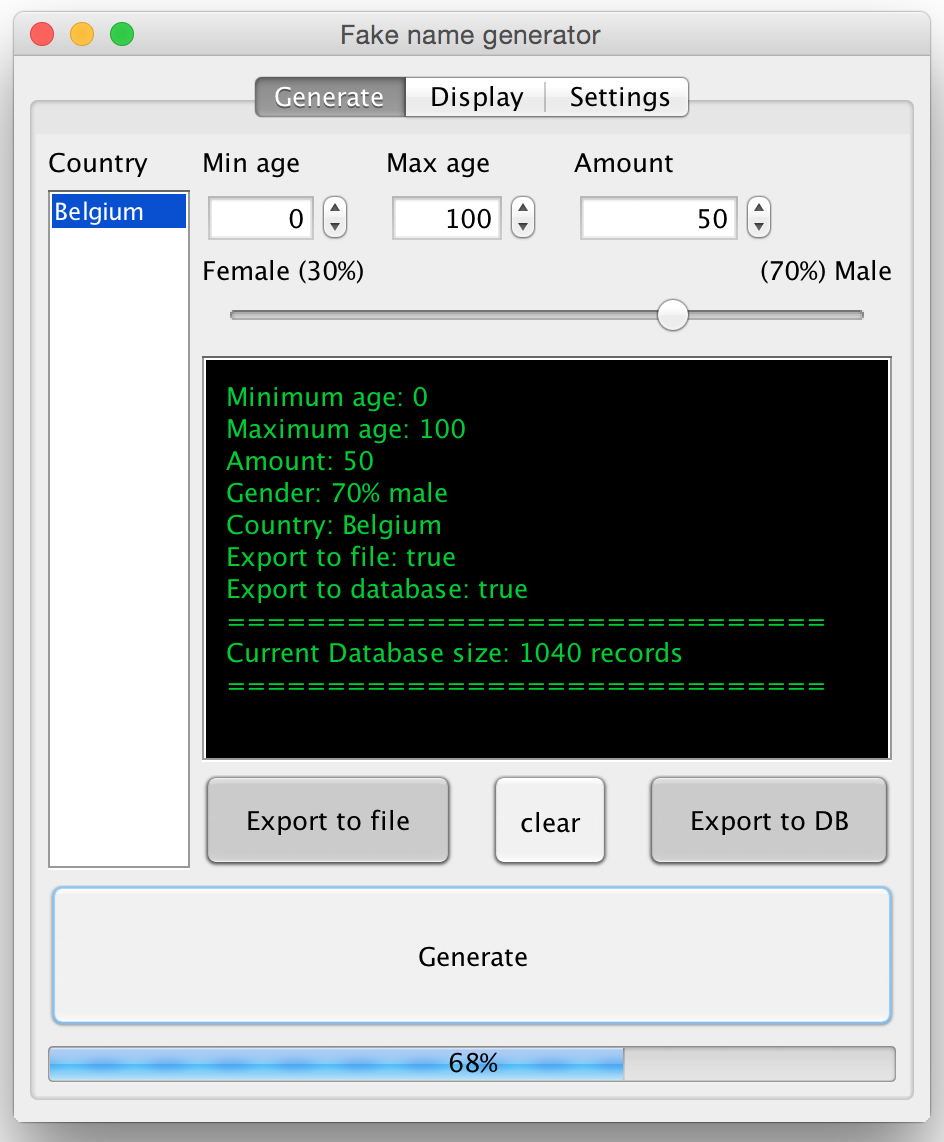 Fake name generator
Generate Display Settings
Country Min age Max age Amount
Belgium 0 100 50
Female (30%) (70%) Male
Minimum age: 0
Maximum age: 100
Amount: 50
Gender: 70% male
Country: Belgium
Export to file: true
Export to database: true
==============================
Current Database size: 1040 records
==============================
Export to file clear Export to DB
Generate
68%